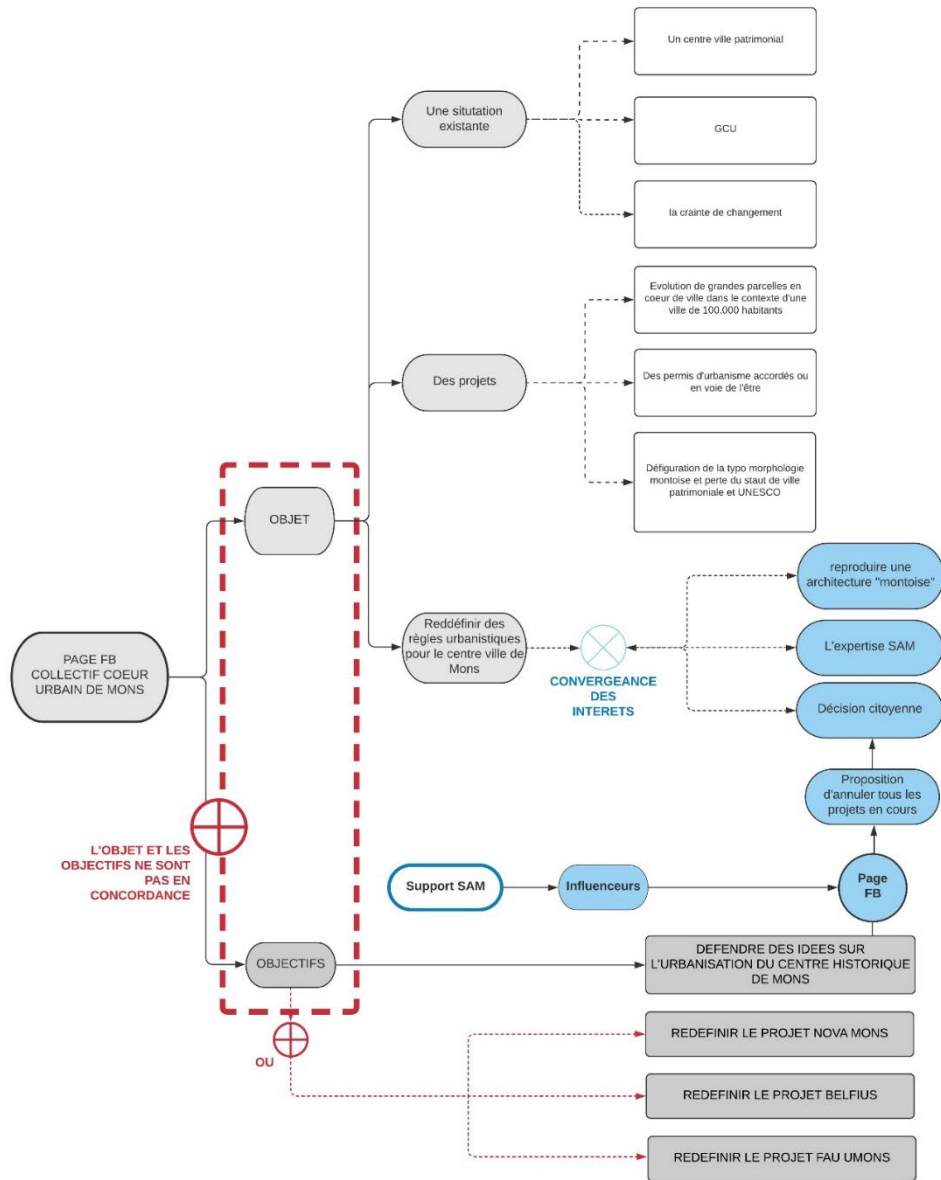 Un centre ville patrimonial
Une situtation
existante
GCU
la crainte de changement
Evolution de grandes parcelles en
coeur de ville dans le contexte d'une
ville de 100.000 habitants
Des projets
Des permis d'urbanisme accordés ou
en voie de l'être
Défiguration de la typo morphologie
montoise et perte du staut de ville
patrimoniale et UNESCO
OBJET
reproduire une
architecture "montoise"
Reddéfinir des
règles urbanistiques
pour le centre ville de
Mons
L'expertise SAM
PAGE FB
COLLECTIF COEUR
URBAIN DE MONS
CONVERGEANCE
DES
INTERETS
Décision citoyenne
Proposition
d'annuler tous les
projets en cours
L'OBJET ET LES
OBJECTIFS NE SONT
PAS EN
CONCORDANCE
Support SAM
Influenceurs
Page
FB
OBJECTIFS
DEFENDRE DES IDEES SUR
L'URBANISATION DU CENTRE HISTORIQUE
DE MONS
OU
REDEFINIR LE PROJET NOVA MONS
REDEFINIR LE PROJET BELFIUS
REDEFINIR LE PROJET FAU UMONS